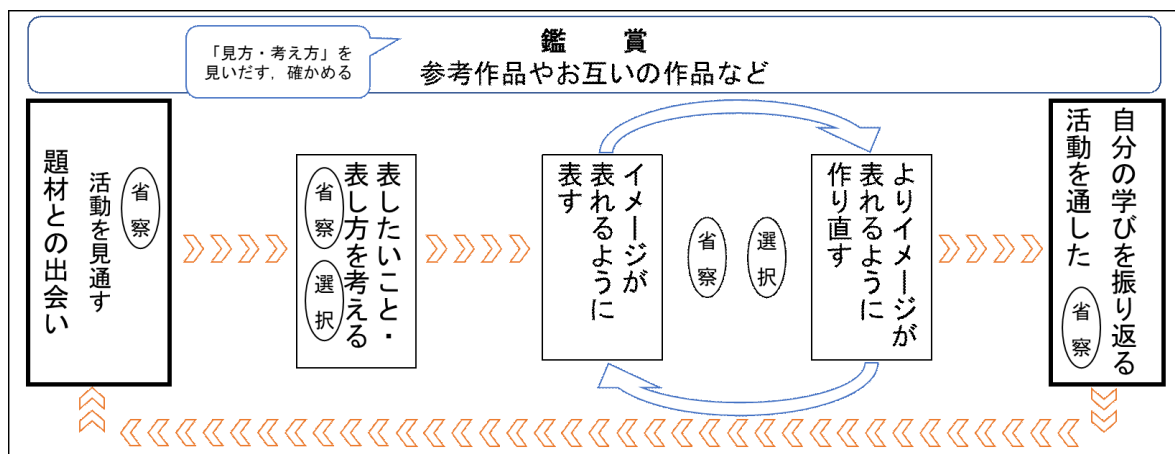 鑑　　賞
参考作品やお互いの作品など
「見方・考え方」を
見いだす，確かめる
題材との出会い
活動を見通す
省察
表したいこと・
表し方を考える
省察
選択
イメージが
表れるように
表す
省察
選択
よりイメージが
表れるように
作り直す
自分の学びを振り返る
活動を通した
省察